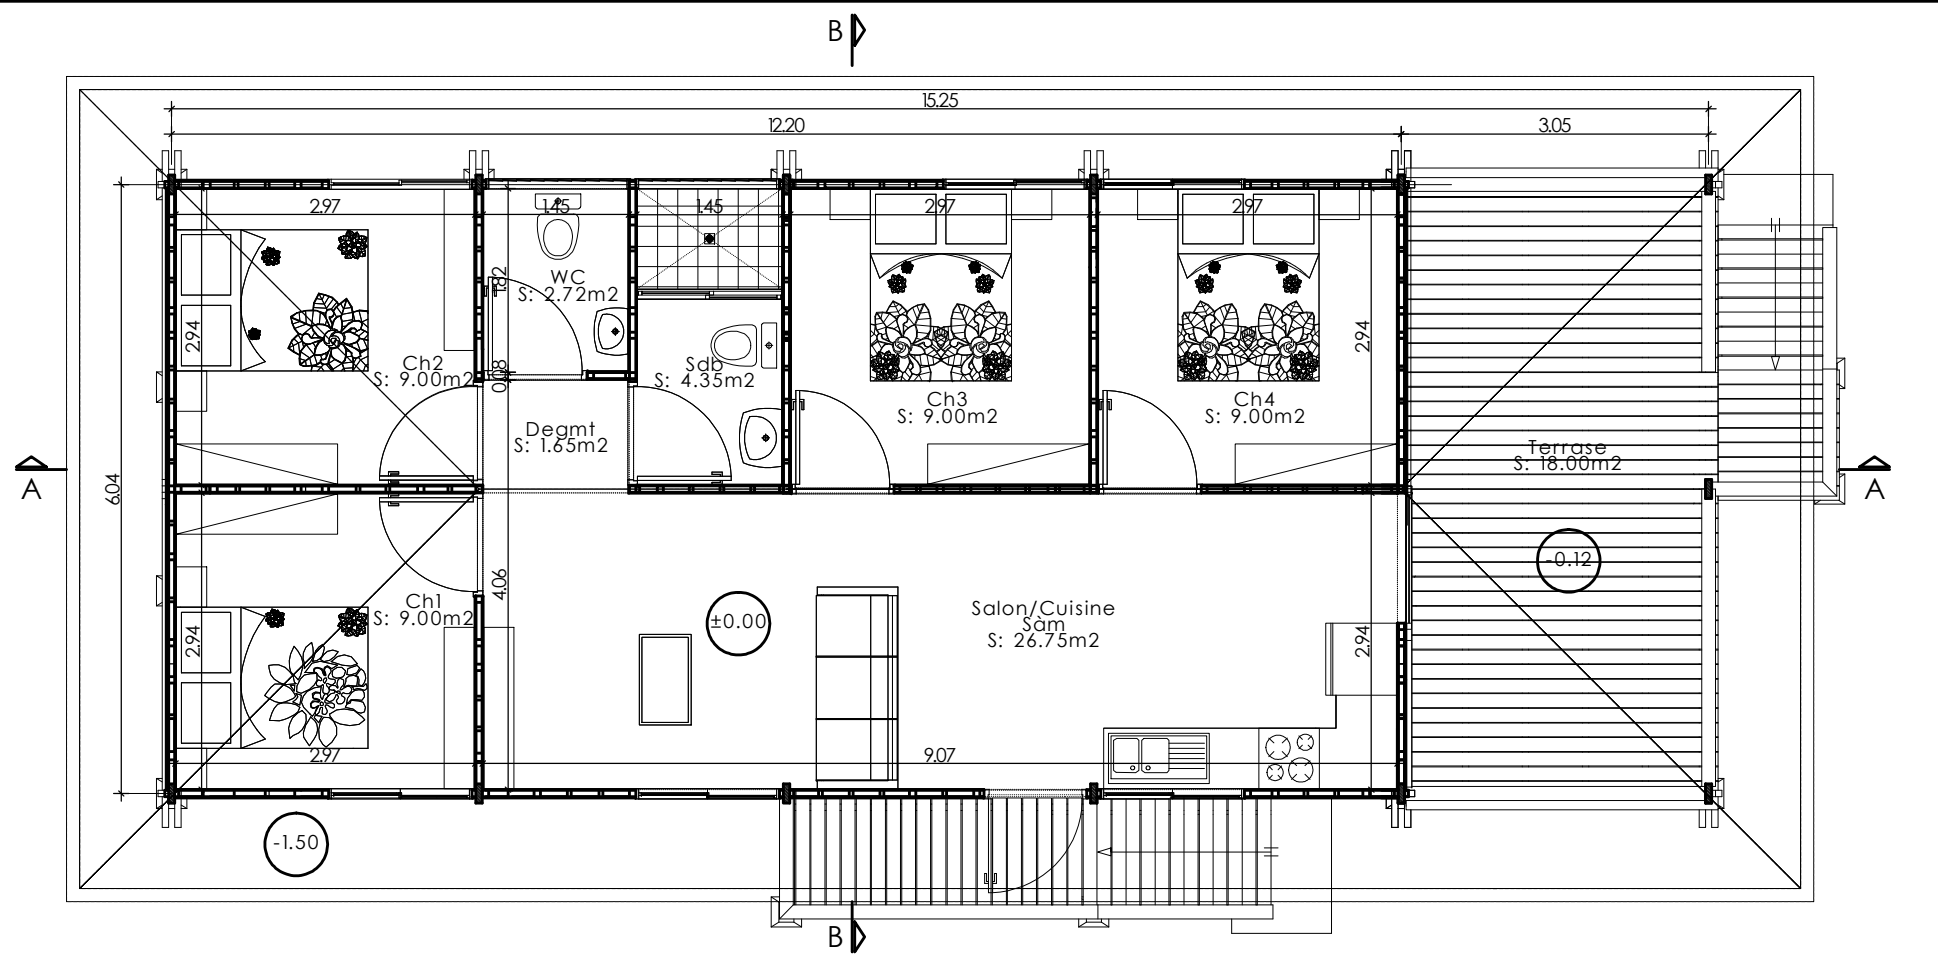 B
15.25
12.20
3.05
2.97
1.45
1.45
2.97
2.97
WC
S: 2.72m2
1.82
2.94
Ch2
S: 9.00m2
0.08
Sdb
S: 4.35m2
2.94
Ch3
S: 9.00m2
Ch4
S: 9.00m2
Degmt
S: 1.65m2
Terrase
S: 18.00m2
A
A
6.04
4.06
-0.12
Ch1
S: 9.00m2
±0.00
Salon/Cuisine
Sàm
S: 26.75m2
2.94
2.94
2.97
9.07
-1.50
B